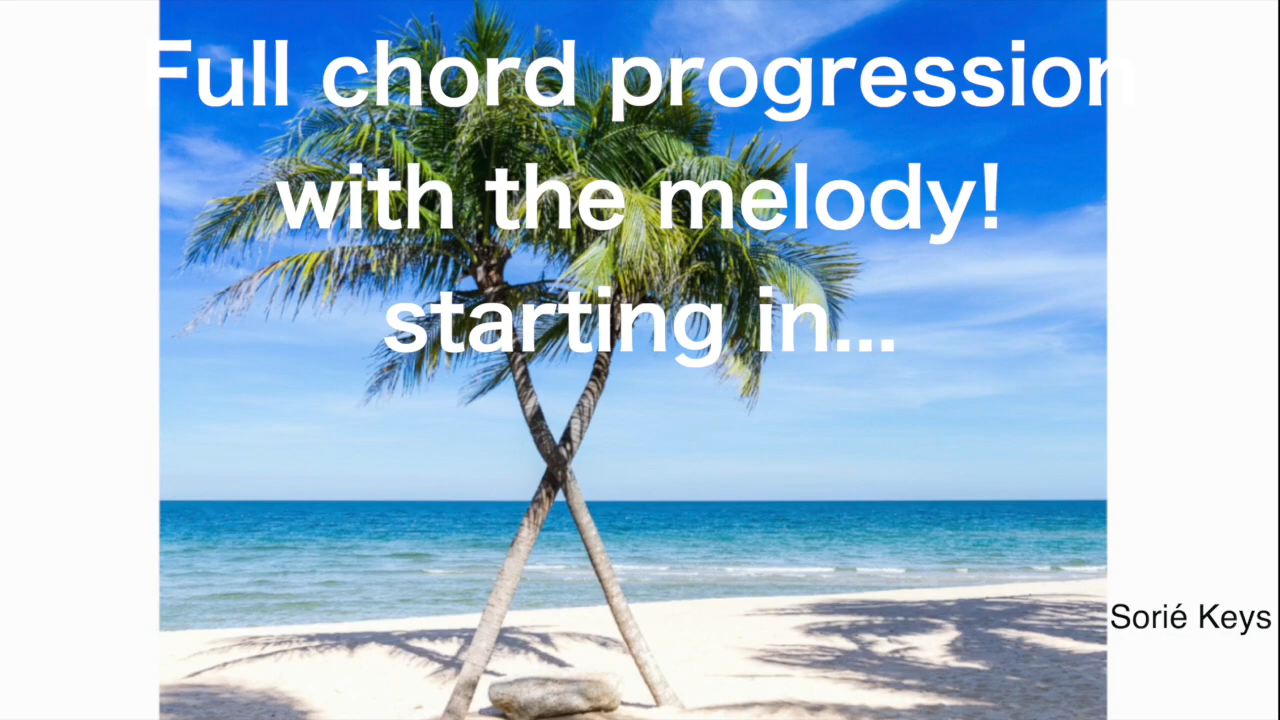 Full chord progression
with the melody!
starting in...
Sorié Keys